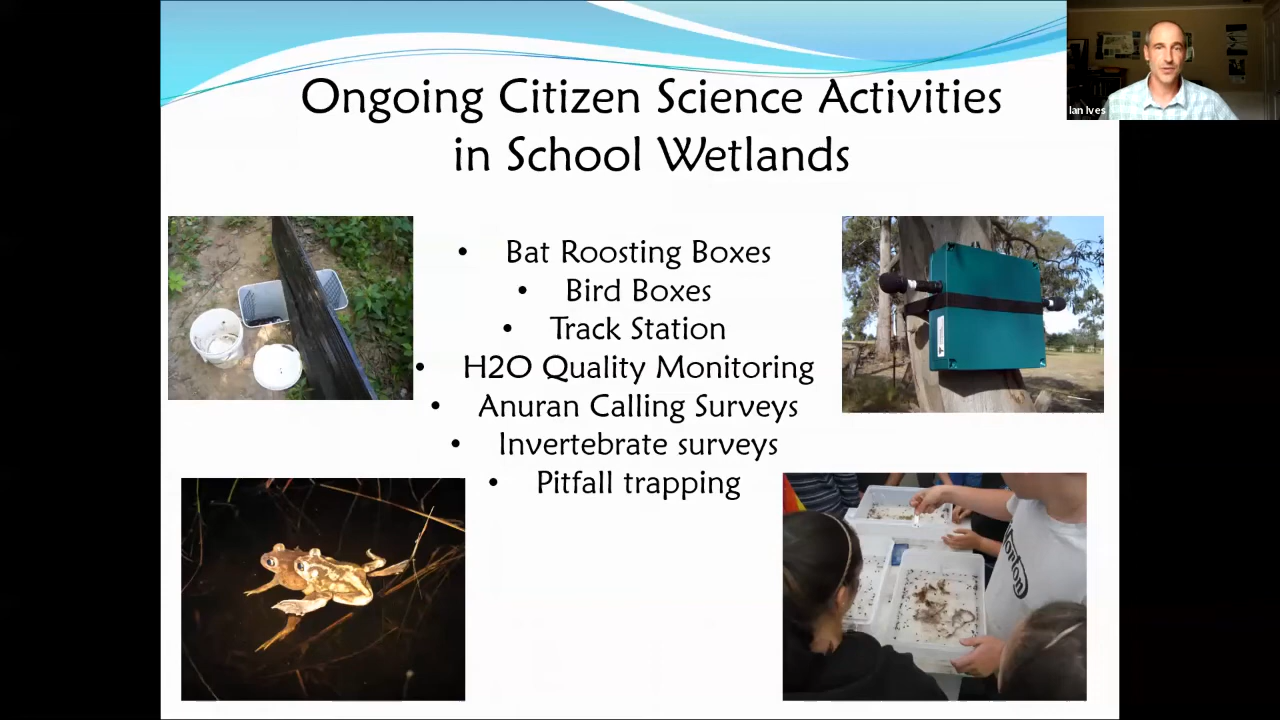 Ongoing Citizen Science Activities
in School Wetlands
Ian Ives
• Bat Roosting Boxes
• Bird Boxes
• Track Station
• H2O Quality Monitoring
• Anuran Calling Surveys
• Invertebrate surveys
• Pitfall trapping